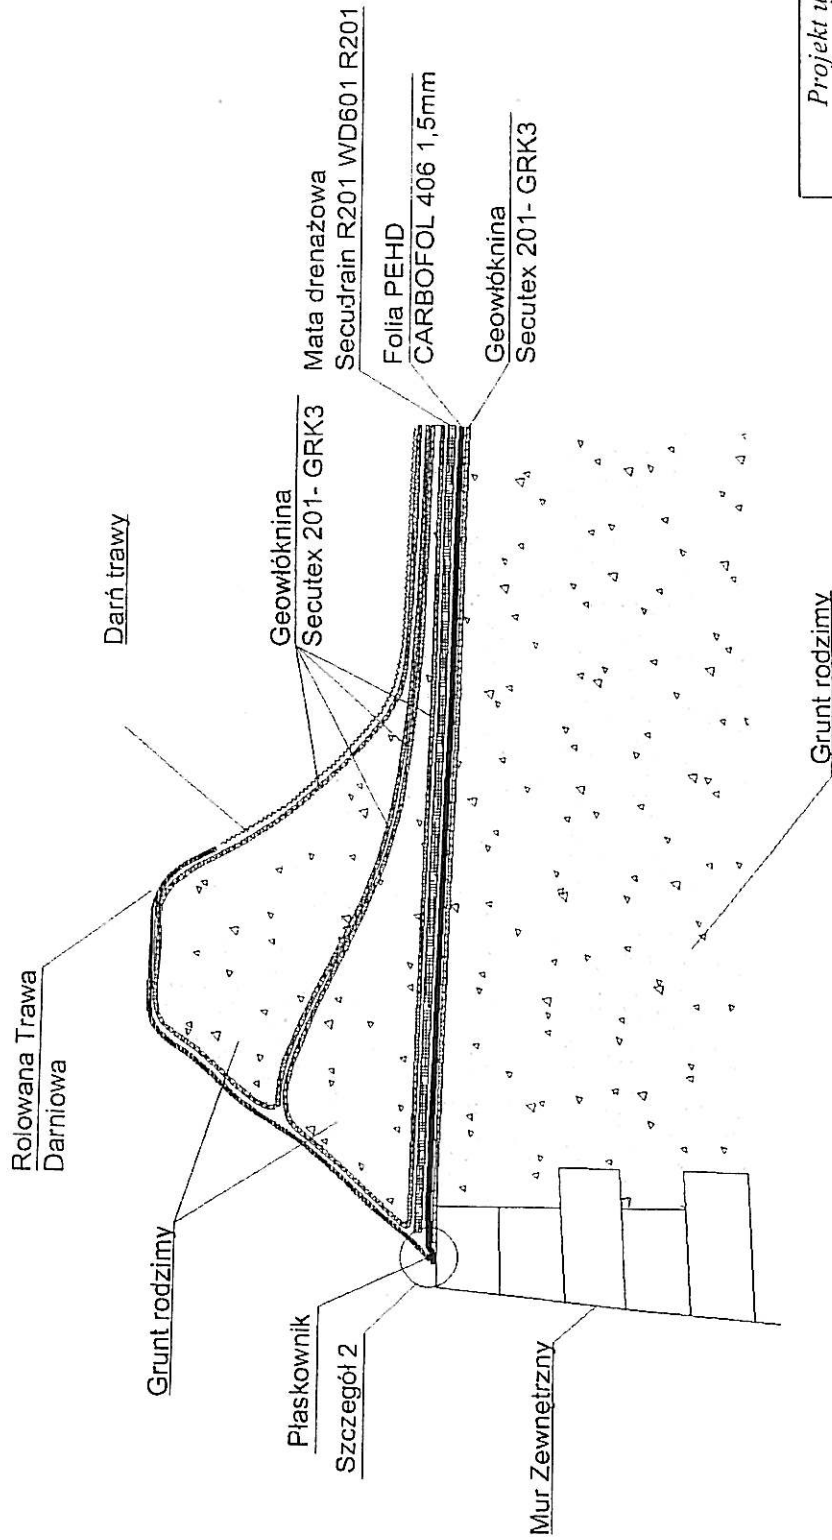 Rolowana Trawa
Darniowa
Darń trawy
Grunt rodzimy
Geowłóknina
Secutex 201- GRK3
Mata drenażowa
Secudrain R201 WD601 R201
Folia PEHD
CARBOFOL 406 1,5mm
Geowłóknina
Secutex 201- GRK3
Płaskownik
Szczegół 2
Mur Zewnętrzny
Grunt rodzimy
Projekt